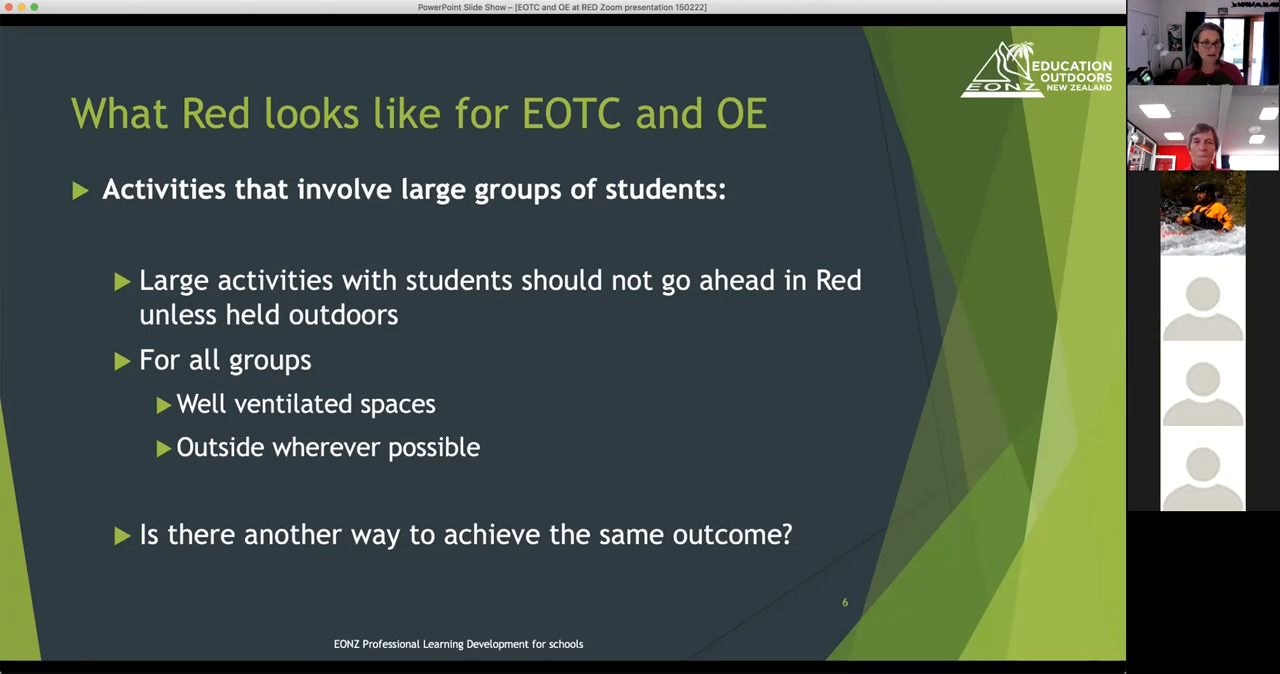 PowerPoint Slide Show – [EOTC and OE at RED Zoom presentation 150222]
EDUCATION
OUTDOORS
NEW ZEALAND
EONZ
What Red looks like for EOTC and OE
Activities that involve large groups of students:
Large activities with students should not go ahead in Red
unless held outdoors
For all groups
Well ventilated spaces
Outside wherever possible
Is there another way to achieve the same outcome?
6
EONZ Professional Learning Development for schools